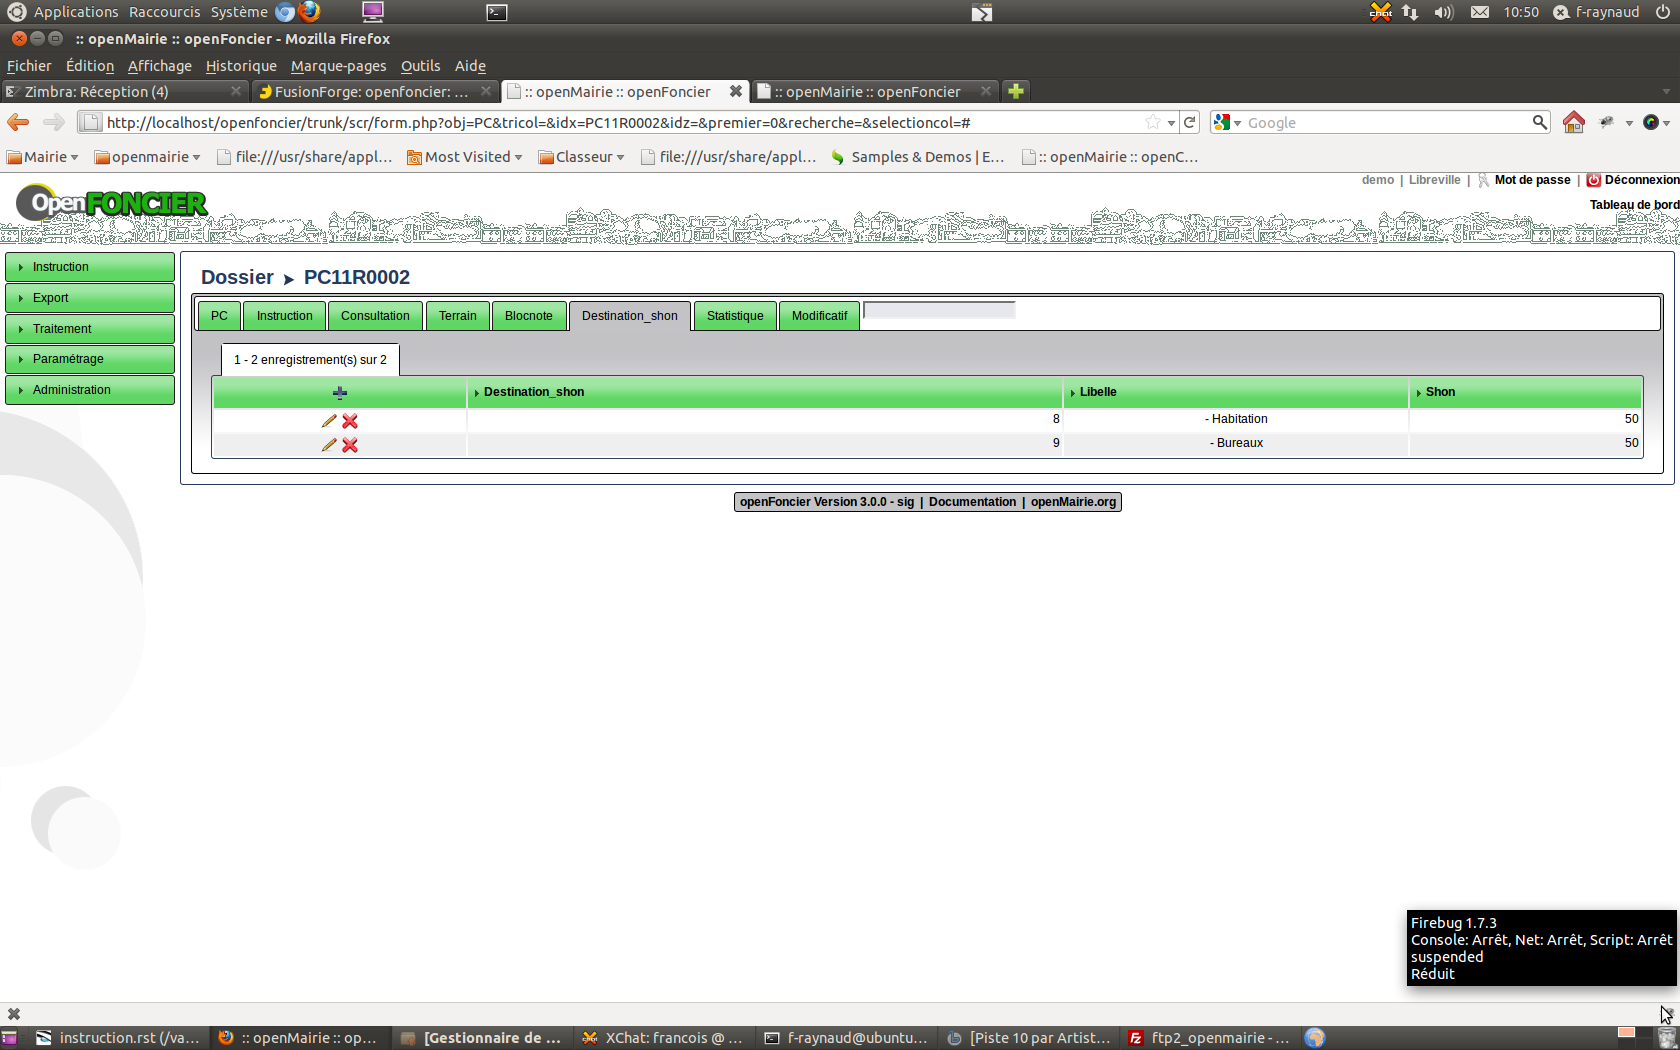 Applications Raccourcis Système 10:50 f-raynaud
:: openMairie :: openFoncier - Mozilla Firefox
Fichier Édition Affichage Historique Marque-pages Outils Aide
Zimbra: Réception (4) FusionForge: openfoncier: ... :: openMairie :: openFoncier :: openMairie :: openFoncier
http://localhost/openfoncier/trunk/scr/form.php?obj=PC&tricol=&idx=PC11R0002&idz=&premier=0&recherche=&selectioncol=# Google
Mairie openmairie file:///usr/share/appl... Most Visited Classeur file:///usr/share/appl... Samples & Demos | E... :: openMairie :: openC...
demo | Libreville | Mot de passe | Déconnexion
OpenFONCIER
Tableau de bord
Instruction
Export
Traitement
Paramétrage
Administration
Dossier ➤ PC11R0002
PC Instruction Consultation Terrain Blocnote Destination_shon Statistique Modificatif
1 - 2 enregistrement(s) sur 2
Destination_shon Libelle Shon
8 - Habitation 50
9 - Bureaux 50
openFoncier Version 3.0.0 - sig | Documentation | openMairie.org
Firebug 1.7.3
Console: Arrêt, Net: Arrêt, Script: Arrêt
suspended
Réduit
instruction.rst (/va... :: openMairie :: op... [Gestionnaire de ... XChat: francois @ ... f-raynaud@ubuntu... [Piste 10 par Artist... ftp2_openmairie - ...